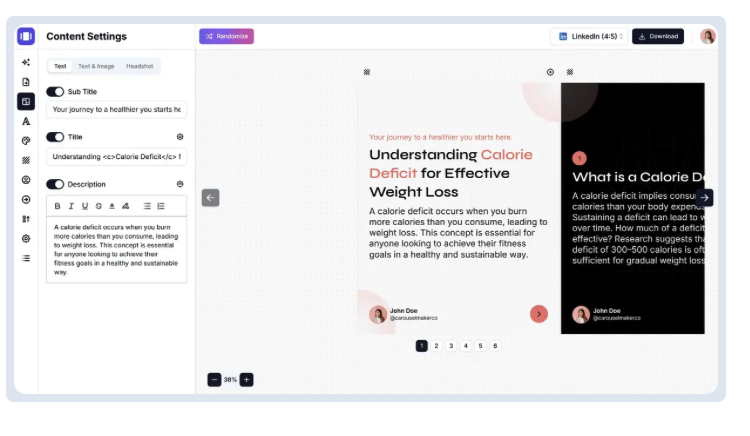 Content Settings
Randomize
LinkedIn (4:5)
Download
Text Text & Image Headshot
Sub Title
Your journey to a healthier you starts he
Title
Understanding <c>Calorie Deficit</c> f
Description
B I U S
A calorie deficit occurs when you burn
more calories than you consume, leading
to weight loss. This concept is essential
for anyone looking to achieve their
fitness goals in a healthy and sustainable
way.
Your journey to a healthier you starts here.
Understanding Calorie
Deficit for Effective
Weight Loss
A calorie deficit occurs when you burn
more calories than you consume, leading to
weight loss. This concept is essential for
anyone looking to achieve their fitness
goals in a healthy and sustainable way.
John Doe
@carouselmakerco
1
What is a Calorie De
A calorie deficit implies consum
calories than your body expend
Sustaining a deficit can lead to w
over time. How much of a deficit
effective? Research suggests tha
deficit of 300–500 calories is oft
sufficient for gradual weight loss
John Doe
@carouselmakerco
1 2 3 4 5 6
38%